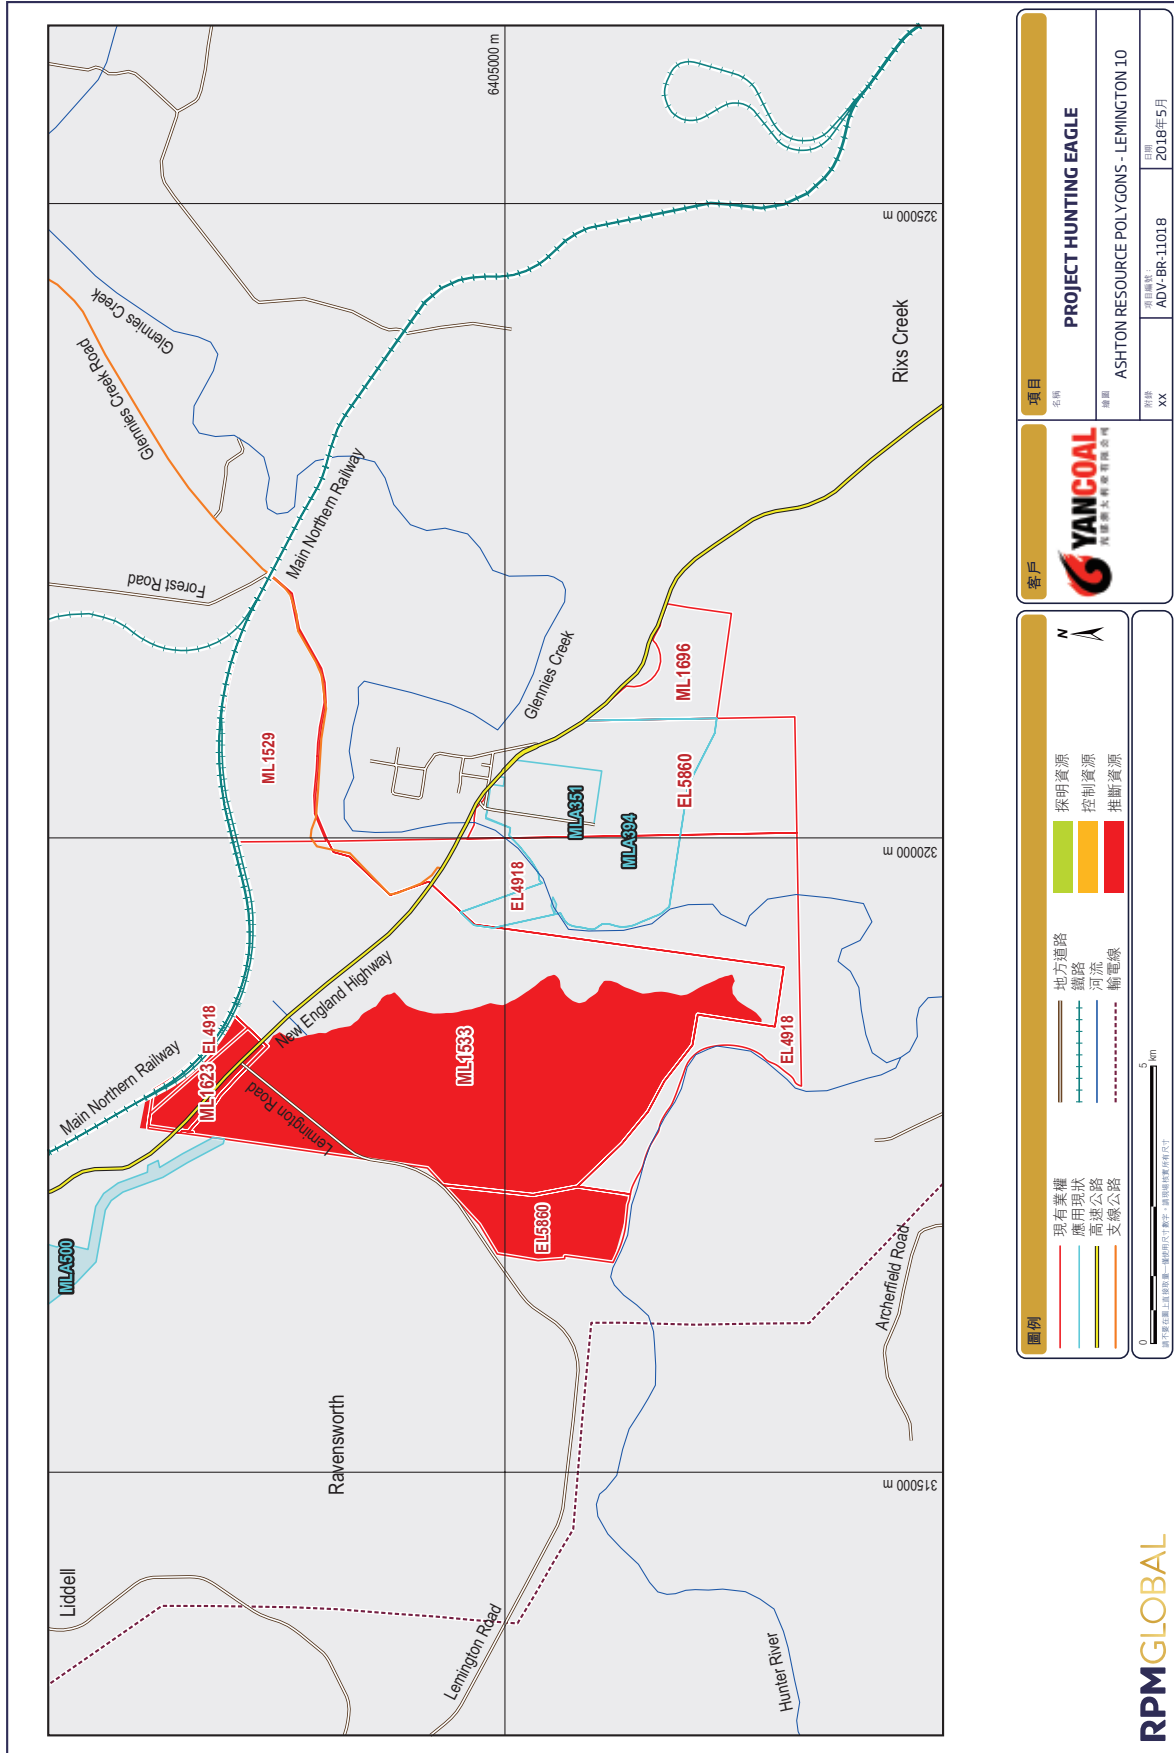 Liddell
Ravensworth
Lemington Road
Hunter River
Archerfield Road
315000 m
MLA500
Main Northern Railway
ML1623
EL4918
Lemington Road
New England Highway
ML1533
EL5860
EL4918
EL4918
320000 m
MLA351
MLA394
EL5860
ML1696
ML1529
Glennies Creek
Main Northern Railway
Forest Road
Glennies Creek Road
Glennies Creek
Rixs Creek
325000 m
6405000 m
圖例
現有業權
應用現狀
高速公路
支線公路
地方道路
鐵路
河流
輸電線
探明資源
控制資源
推斷資源
N
0
5
km
客戶
YANCOAL
項目
名稱
PROJECT HUNTING EAGLE
繪圖
ASHTON RESOURCE POLYGONS - LEMINGTON 10
附錄
XX
項目編號：
ADV-BR-11018
日期
2018年5月
RPMGLOBAL